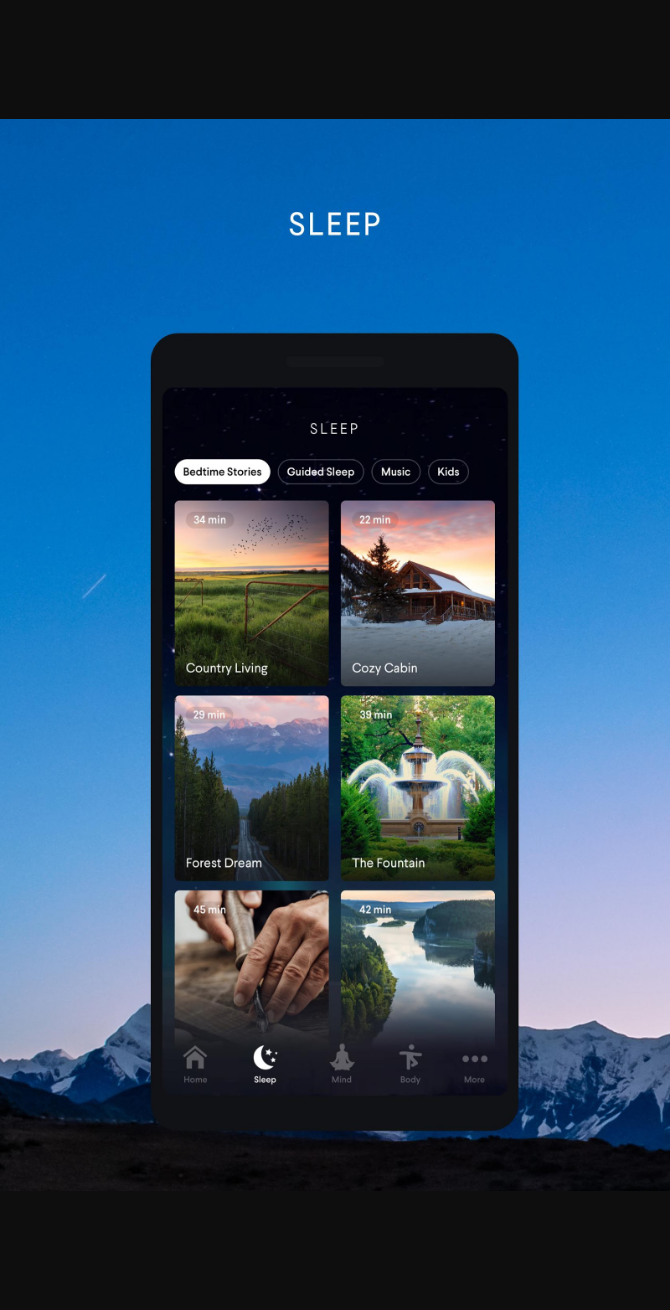 SLEEP
SLEEP
Bedtime Stories Guided Sleep Music Kids
34 min 22 min
Country Living Cozy Cabin
29 min 39 min
Forest Dream The Fountain
45 min 42 min
Home Sleep Mind Body More